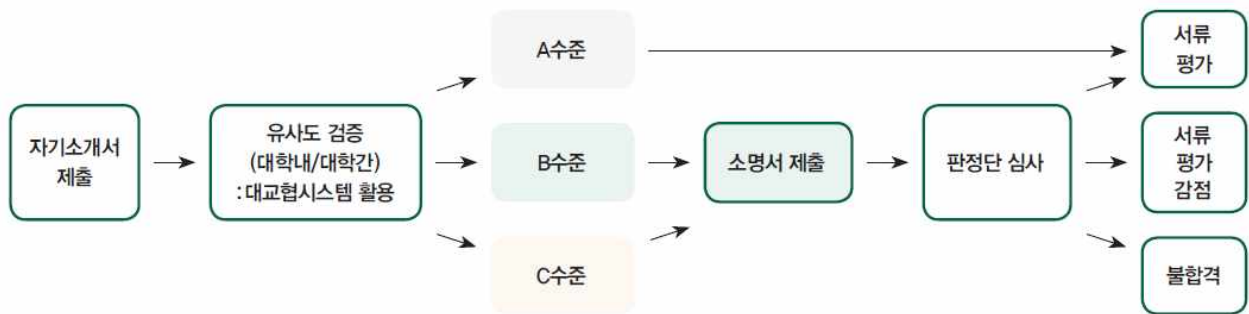 자기소개서
제출
유사도 검증
(대학내/대학간)
: 대교협시스템 활용
A수준
B수준
C수준
소명서 제출
판정단 심사
서류
평가
서류
평가
감점
불합격